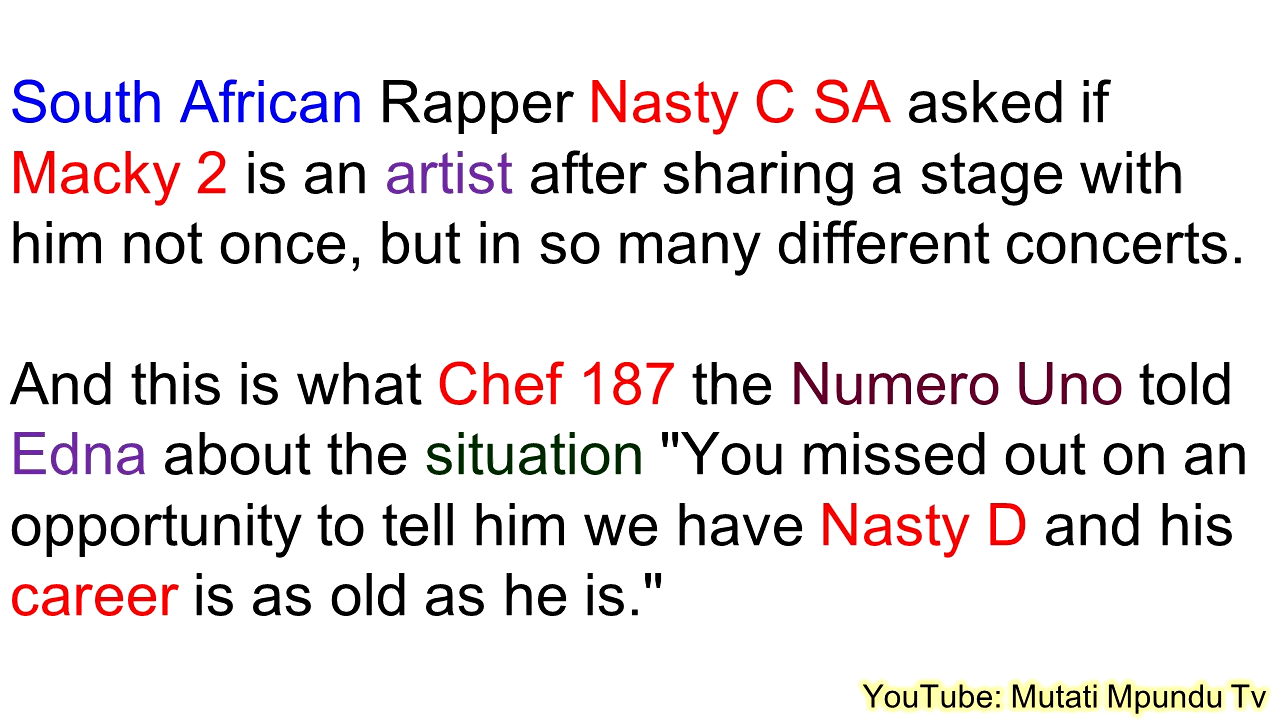 South African Rapper Nasty C SA asked if
Macky 2 is an artist after sharing a stage with
him not once, but in so many different concerts.
And this is what Chef 187 the Numero Uno told
Edna about the situation "You missed out on an
opportunity to tell him we have Nasty D and his
career is as old as he is."
YouTube: Mutati Mpundu Tv